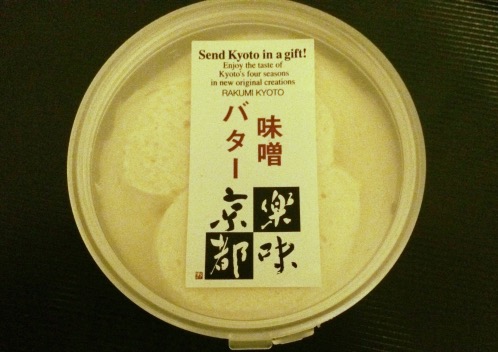 Send Kyoto in a gift!
Enjoy the taste of
Kyoto's four seasons
in new original creations
RAKUMI KYOTO
味噌
バター
楽味
京都